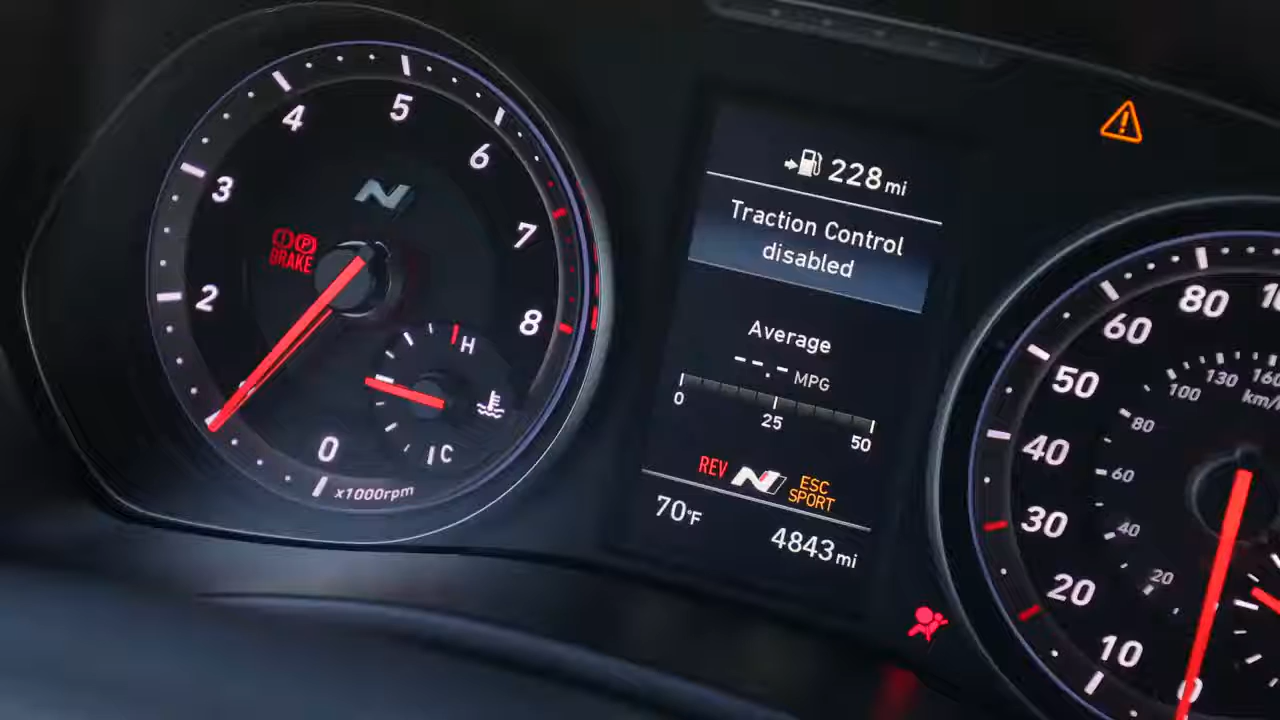 5
4
6
3
7
2
8
0
x1000rpm
BRAKE
P
H
C
228 mi
Traction Control
disabled
Average
--.- MPG
0
25
50
REV N ESC
SPORT
70°F
4843 mi
80
60
50
40
30
20
10
0
160
130
100
80
60
40
20